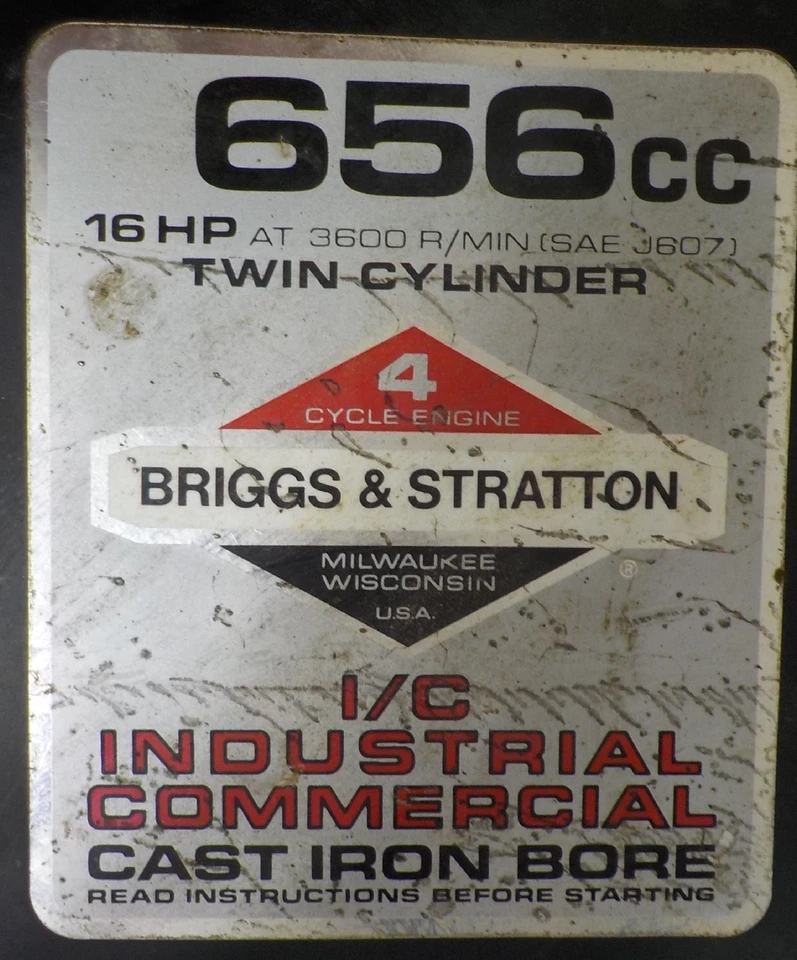 656cc
16 HP AT 3600 R/MIN (SAE J607)
TWIN CYLINDER
4
CYCLE ENGINE
BRIGGS & STRATTON
MILWAUKEE
WISCONSIN
U.S.A.
®
I/C
INDUSTRIAL
COMMERCIAL
CAST IRON BORE
READ INSTRUCTIONS BEFORE STARTING